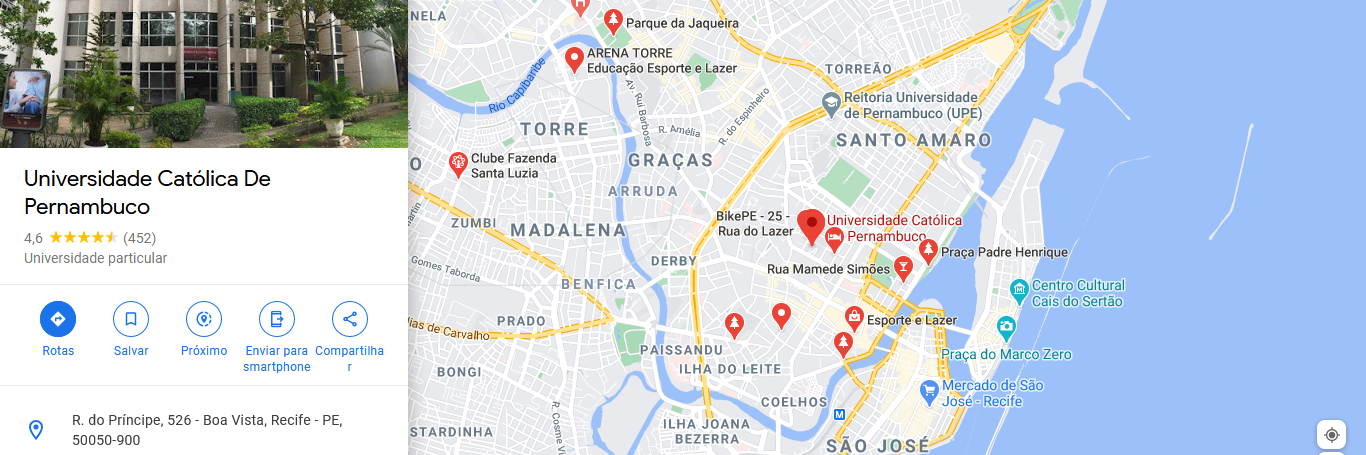 Universidade Católica De
Pernambuco
4,6
(452)
Universidade particular
Rotas
Salvar
Próximo
Enviar para
smartphone
Compartilha
r
R. do Príncipe, 526 - Boa Vista, Recife - PE,
50050-900
NELA
Parque da Jaqueira
ARENA TORRE
Educação Esporte e Lazer
TORREÃO
Rio Capibaribe
Av. Rui Barbosa
R. do Espinheiro
R. Amélia
Reitoria Universidade
de Pernambuco (UPE)
TORRE
SANTO AMARO
GRAÇAS
Clube Fazenda
Santa Luzia
O
ARRUDA
ZUMBI
MADALENA
BikePE - 25 -
Rua do Lazer
Universidade Católica
Pernambuco
Praça Padre Henrique
DERBY
Gomes Taborda
Rua Mamede Simões
BENFICA
Centro Cultural
Cais do Sertão
PRADO
ias de Carvalho
Esporte e Lazer
PAISSANDU
Praça do Marco Zero
ILHA DO LEITE
BONGI
Mercado de São
José - Recife
COELHOS
M
R. Cosme Vi
STARDINHA
ILHA JOANA
BEZERRA
SÃO JOSÉ